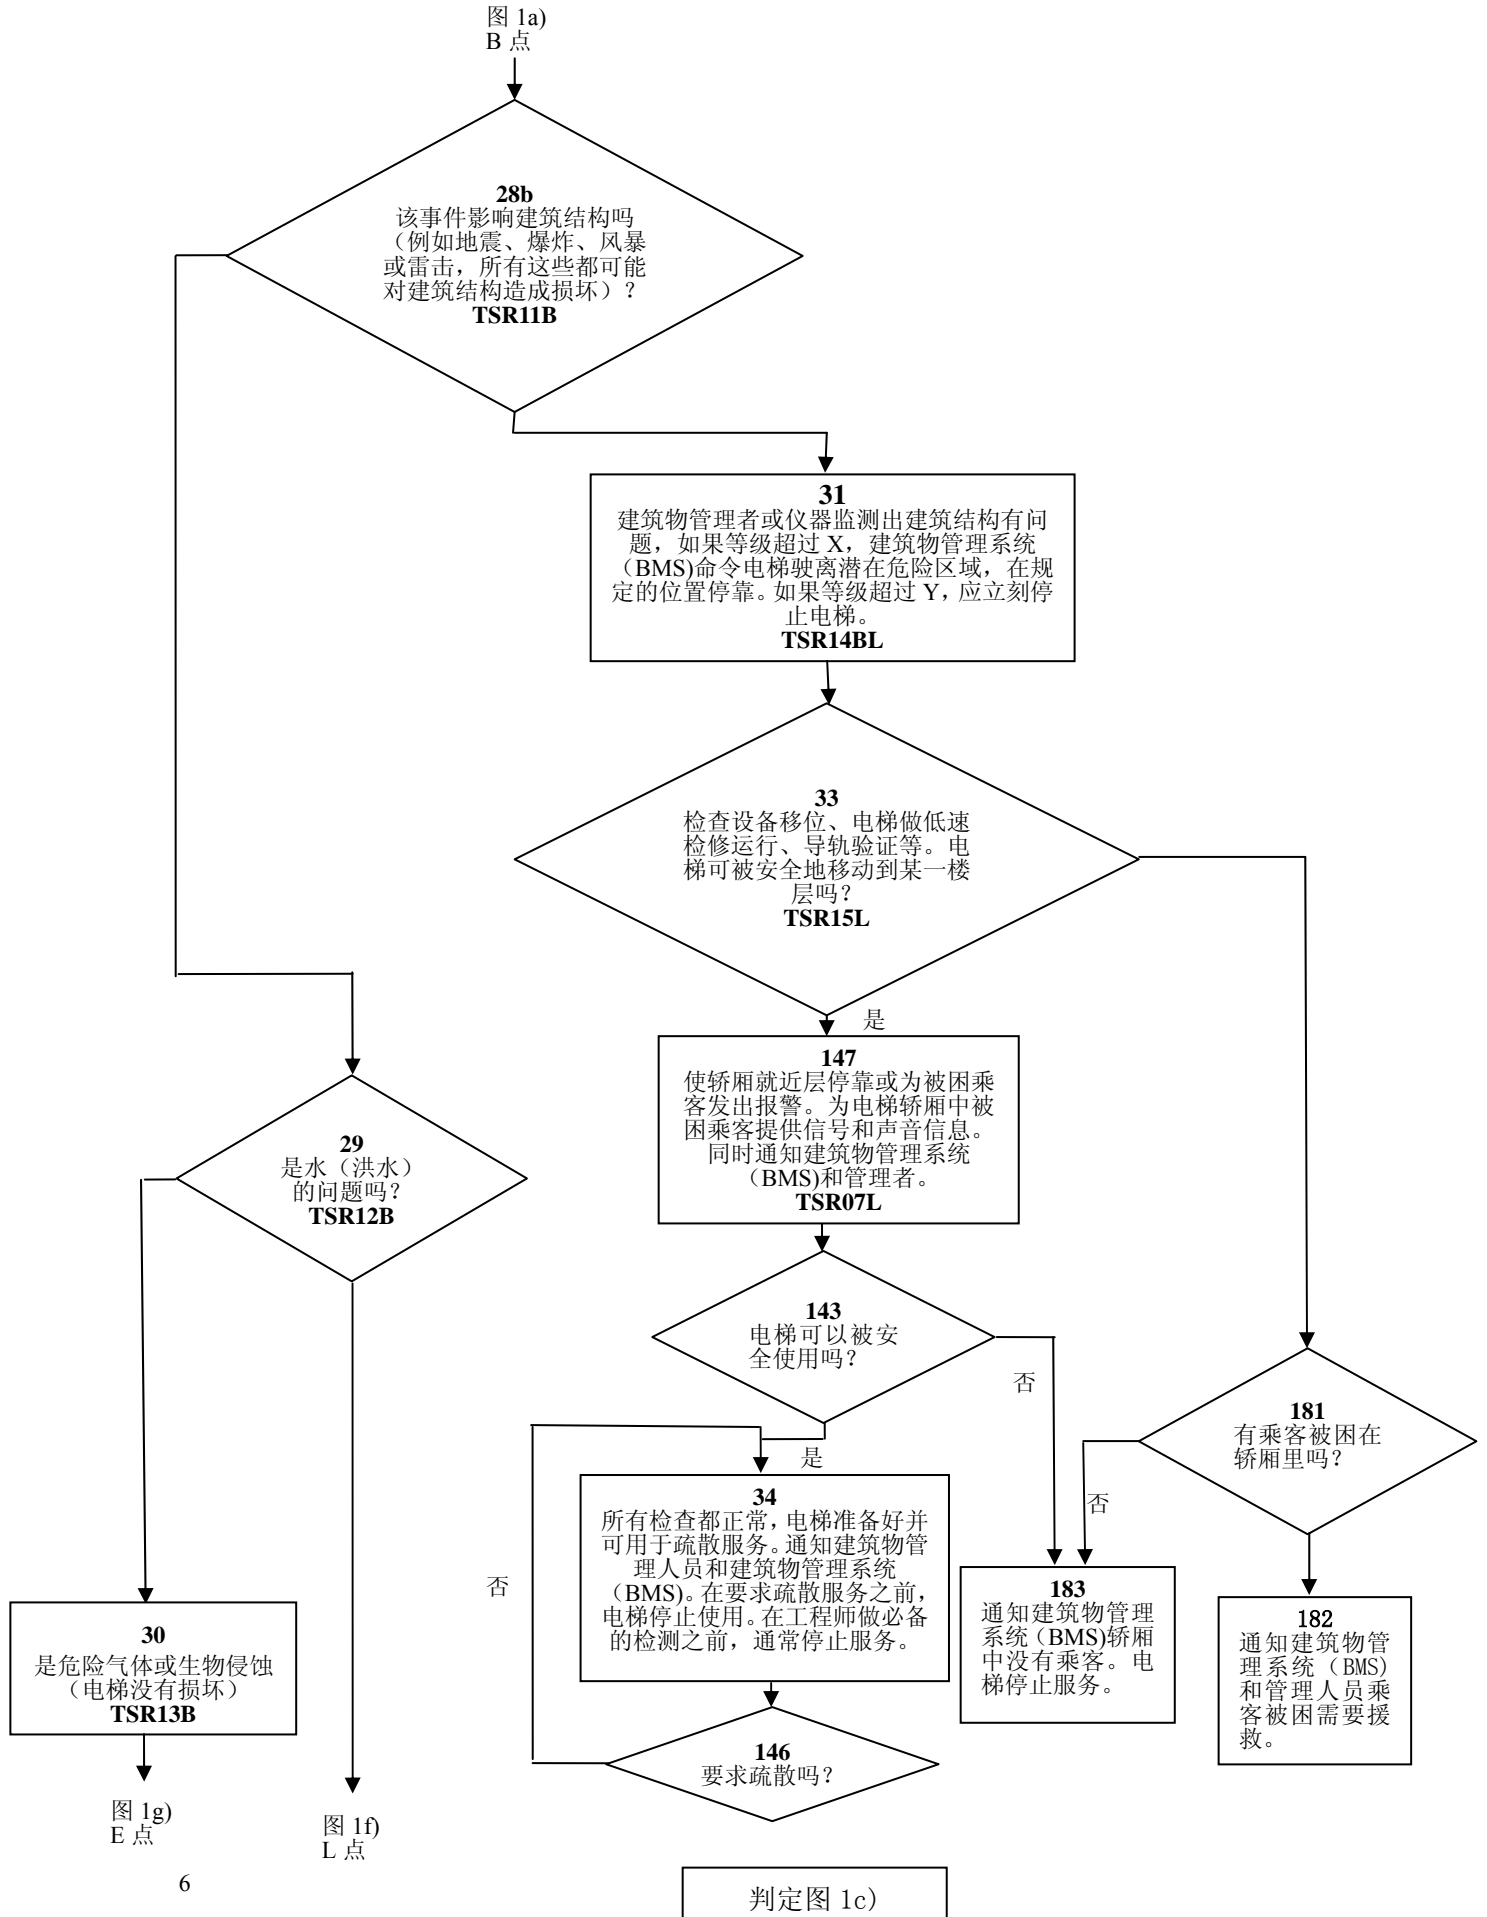 图 1a)
B 点
28b
该事件影响建筑结构吗
（例如地震、爆炸、风暴
或雷击，所有这些都可能
对建筑结构造成损坏）？
TSR11B
31
建筑物管理者或仪器监测出建筑结构有问
题，如果等级超过 X，建筑物管理系统
（BMS)命令电梯驶离潜在危险区域，在规
定的位置停靠。如果等级超过 Y，应立刻停
止电梯。
TSR14BL
33
检查设备移位、电梯做低速
检修运行、导轨验证等。电
梯可被安全地移动到某一楼
层吗？
TSR15L
是
147
使轿厢就近层停靠或为被困乘
客发出报警。为电梯轿厢中被
困乘客提供信号和声音信息。
同时通知建筑物管理系统
（BMS)和管理者。
TSR07L
29
是水（洪水）
的问题吗？
TSR12B
143
电梯可以被安
全使用吗？
否
是
181
有乘客被困在
轿厢里吗？
否
34
所有检查都正常，电梯准备好并
可用于疏散服务。通知建筑物管
理人员和建筑物管理系统
（BMS)。在要求疏散服务之前，
电梯停止使用。在工程师做必备
的检测之前，通常停止服务。
否
183
通知建筑物管理
系统（BMS)轿厢
中没有乘客。电
梯停止服务。
182
通知建筑物管
理系统（BMS)
和管理人员乘
客被困需要援
救。
30
是危险气体或生物侵蚀
（电梯没有损坏）
TSR13B
146
要求疏散吗？
图 1g)
E 点
图 1f)
L 点
6
判定图 1c)